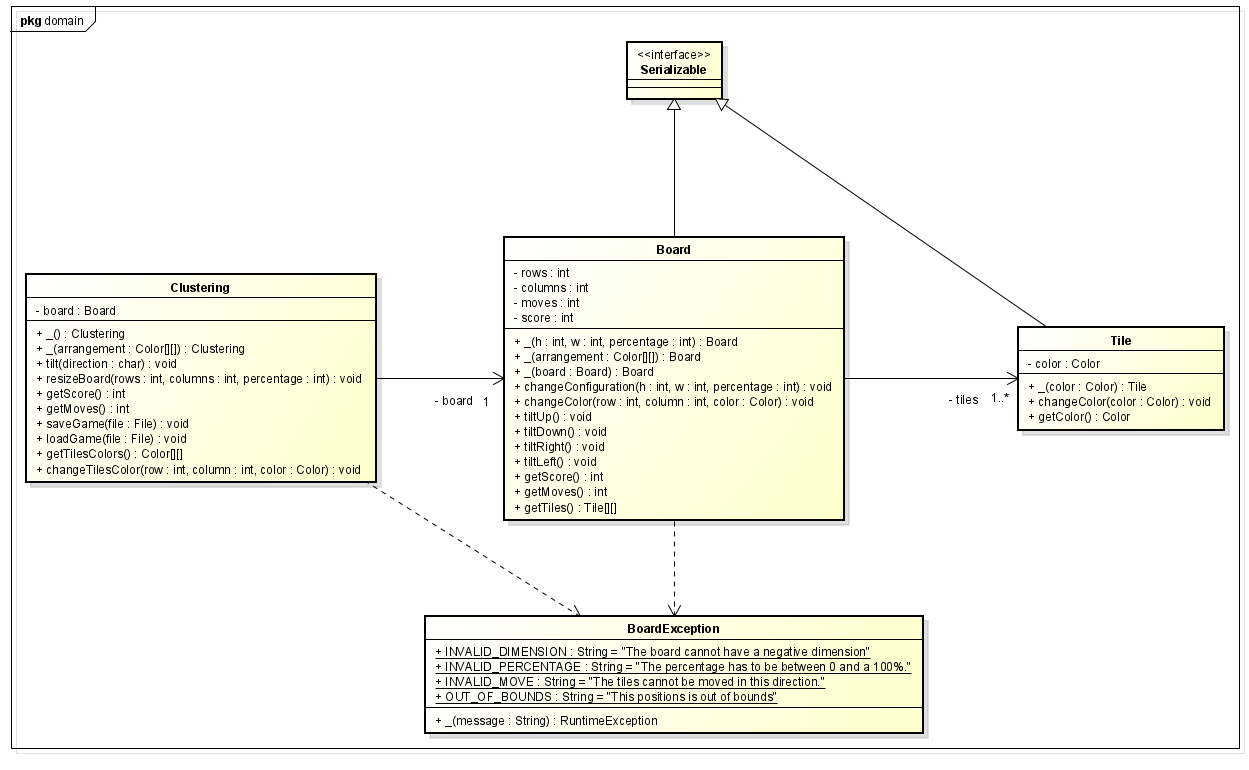 pkg domain
<<interface>>
Serializable
Clustering
- board : Board
+ _() : Clustering
+ _(arrangement : Color[][]) : Clustering
+ tilt(direction : char) : void
+ resizeBoard(rows : int, columns : int, percentage : int) : void
+ getScore() : int
+ getMoves() : int
+ saveGame(file : File) : void
+ loadGame(file : File) : void
+ getTilesColors() : Color[][]
+ changeTilesColor(row : int, column : int, color : Color) : void
- board 1
Board
- rows : int
- columns : int
- moves : int
- score : int
+ _(h : int, w : int, percentage : int) : Board
+ _(arrangement : Color[][]) : Board
+ _(board : Board) : Board
+ changeConfiguration(h : int, w : int, percentage : int) : void
+ changeColor(row : int, column : int, color : Color) : void
+ tiltUp() : void
+ tiltDown() : void
+ tiltRight() : void
+ tiltLeft() : void
+ getScore() : int
+ getMoves() : int
+ getTiles() : Tile[][]
- tiles 1..*
Tile
- color : Color
+ _(color : Color) : Tile
+ changeColor(color : Color) : void
+ getColor() : Color
BoardException
+ INVALID_DIMENSION : String = "The board cannot have a negative dimension"
+ INVALID_PERCENTAGE : String = "The percentage has to be between 0 and a 100%."
+ INVALID_MOVE : String = "The tiles cannot be moved in this direction."
+ OUT_OF_BOUNDS : String = "This positions is out of bounds"
+ _(message : String) : RuntimeException